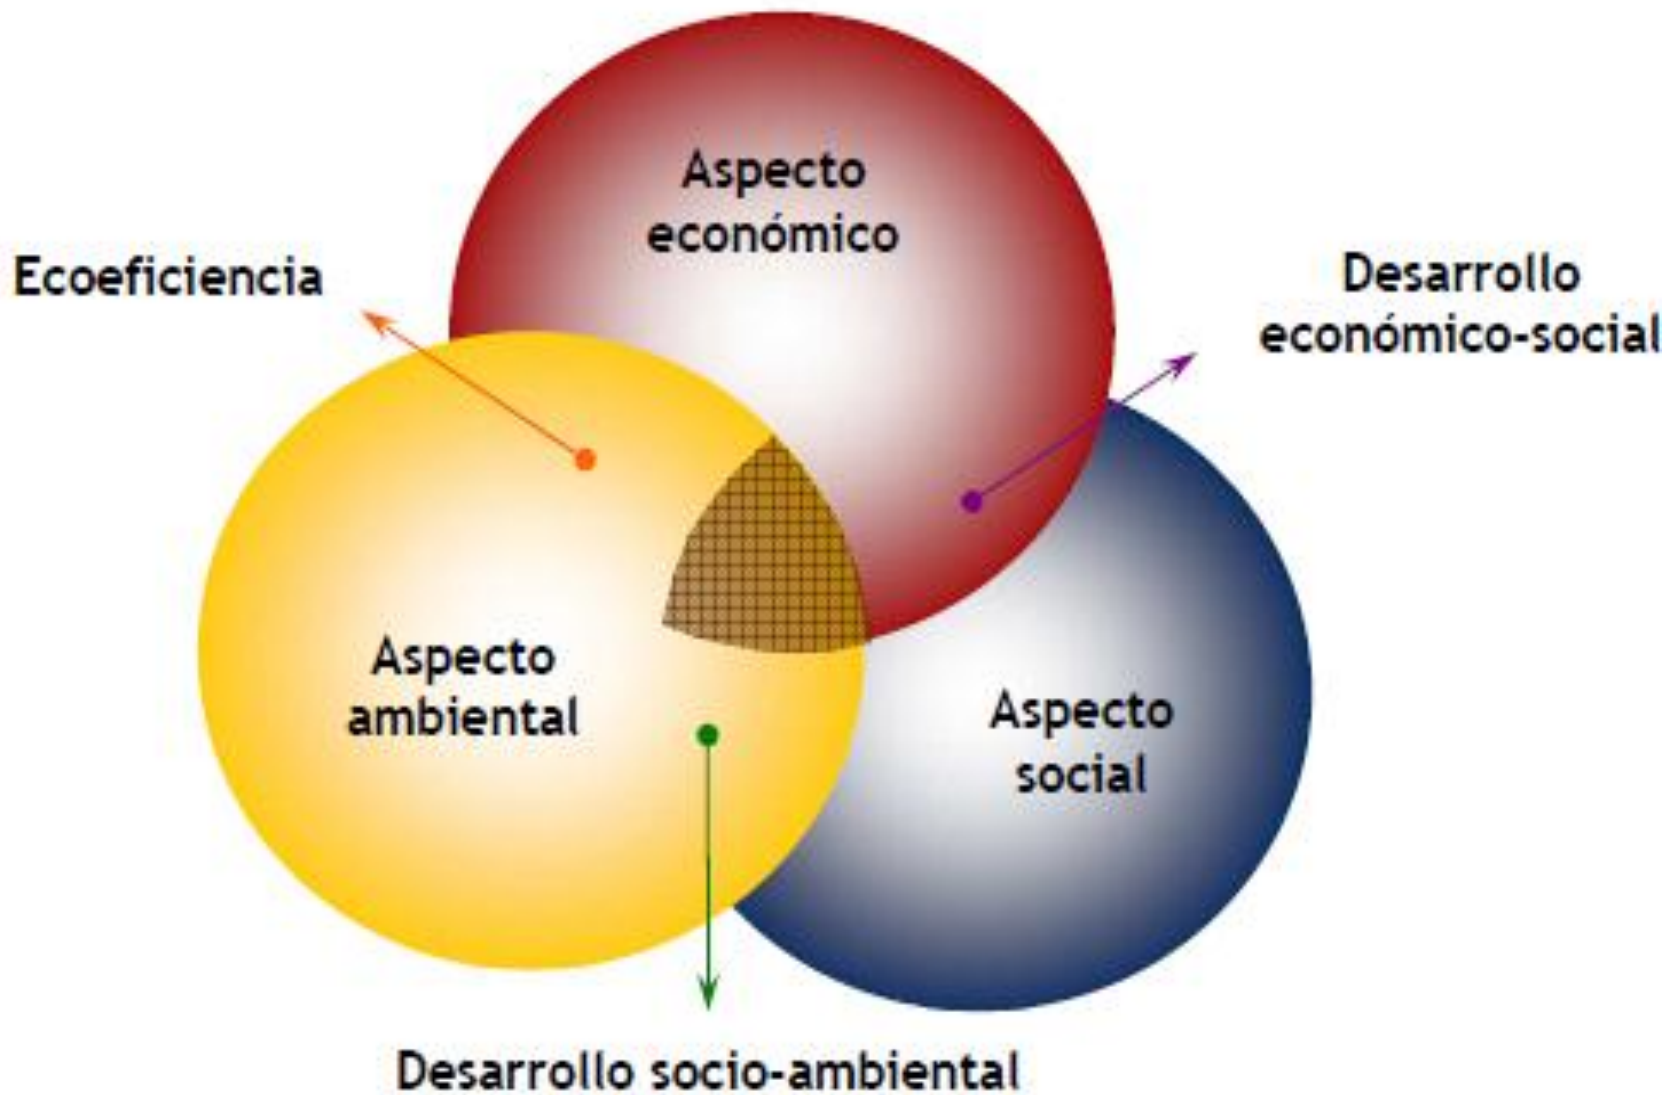 Aspecto
económico
Ecoeficiencia
Desarrollo
económico-social
Aspecto
ambiental
Aspecto
social
Desarrollo socio-ambiental